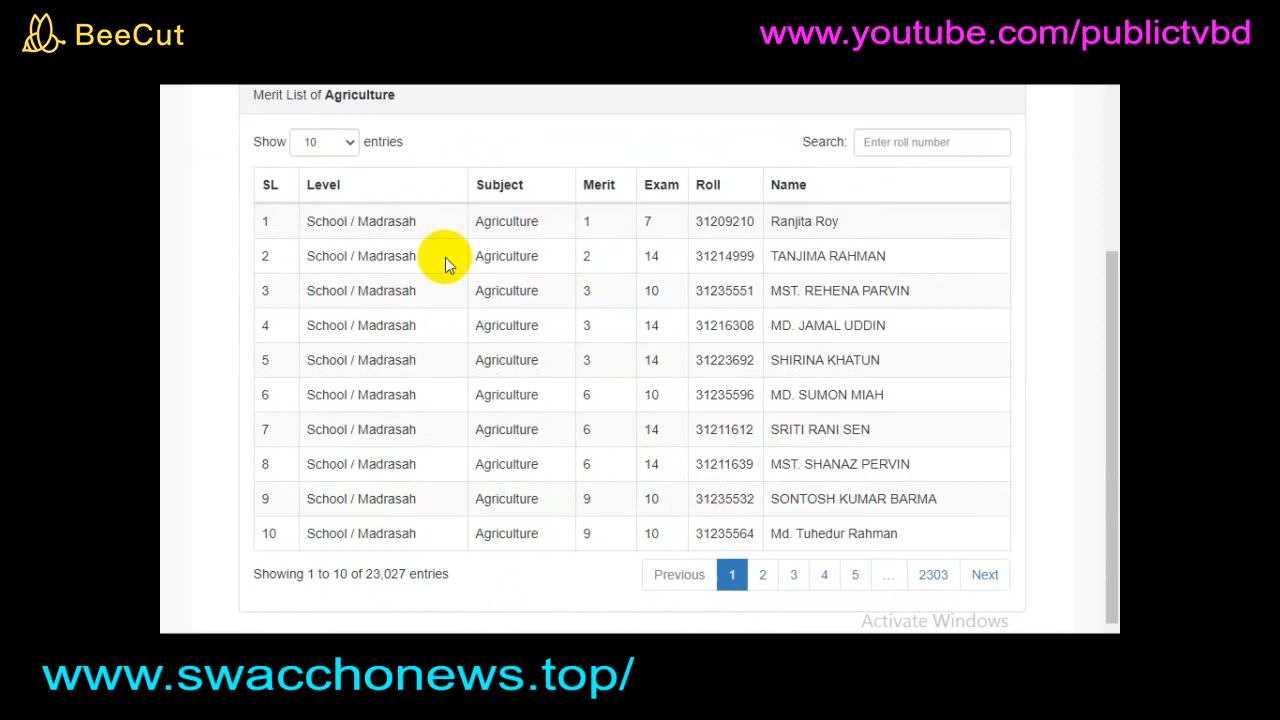 BeeCut
www.youtube.com/publictvbd
Merit List of Agriculture
Show 10 entries Search: Enter roll number
SL Level Subject Merit Exam Roll Name
1 School / Madrasah Agriculture 1 7 31209210 Ranjita Roy
2 School / Madrasah Agriculture 2 14 31214999 TANJIMA RAHMAN
3 School / Madrasah Agriculture 3 10 31235551 MST. REHENA PARVIN
4 School / Madrasah Agriculture 3 14 31216308 MD. JAMAL UDDIN
5 School / Madrasah Agriculture 3 14 31223692 SHIRINA KHATUN
6 School / Madrasah Agriculture 6 10 31235596 MD. SUMON MIAH
7 School / Madrasah Agriculture 6 14 31211612 SRITI RANI SEN
8 School / Madrasah Agriculture 6 14 31211639 MST. SHANAZ PERVIN
9 School / Madrasah Agriculture 9 10 31235532 SONTOSH KUMAR BARMA
10 School / Madrasah Agriculture 9 10 31235564 Md. Tuhedur Rahman
Showing 1 to 10 of 23,027 entries Previous 1 2 3 4 5 … 2303 Next
Activate Windows
www.swacchonews.top/